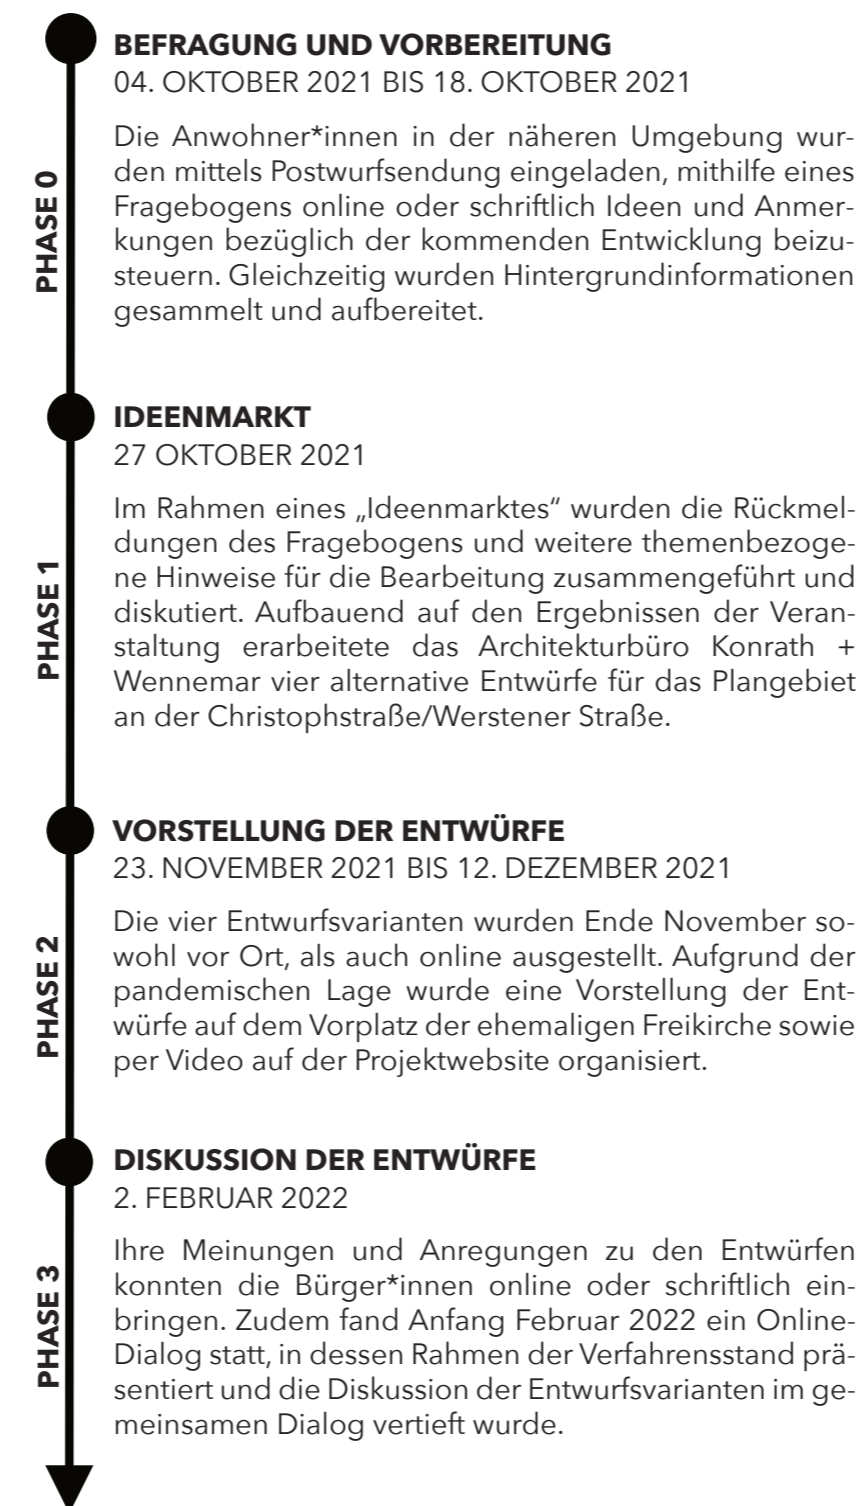 BEFRAGUNG UND VORBEREITUNG
04. OKTOBER 2021 BIS 18. OKTOBER 2021
PHASE 0
Die Anwohner*innen in der näheren Umgebung wur-
den mittels Postwurfsendung eingeladen, mithilfe eines
Fragebogens online oder schriftlich Ideen und Anmer-
kungen bezüglich der kommenden Entwicklung beizu-
steuern. Gleichzeitig wurden Hintergrundinformationen
gesammelt und aufbereitet.
IDEENMARKT
27 OKTOBER 2021
PHASE 1
Im Rahmen eines „Ideenmarktes“ wurden die Rückmel-
dungen des Fragebogens und weitere themenbezoge-
ne Hinweise für die Bearbeitung zusammengeführt und
diskutiert. Aufbauend auf den Ergebnissen der Veran-
staltung erarbeitete das Architekturbüro Konrath +
Wennemar vier alternative Entwürfe für das Plangebiet
an der Christophstraße/Werstener Straße.
VORSTELLUNG DER ENTWÜRFE
23. NOVEMBER 2021 BIS 12. DEZEMBER 2021
PHASE 2
Die vier Entwurfsvarianten wurden Ende November so-
wohl vor Ort, als auch online ausgestellt. Aufgrund der
pandemischen Lage wurde eine Vorstellung der Ent-
würfe auf dem Vorplatz der ehemaligen Freikirche sowie
per Video auf der Projektwebsite organisiert.
DISKUSSION DER ENTWÜRFE
2. FEBRUAR 2022
PHASE 3
Ihre Meinungen und Anregungen zu den Entwürfen
konnten die Bürger*innen online oder schriftlich ein-
bringen. Zudem fand Anfang Februar 2022 ein Online-
Dialog statt, in dessen Rahmen der Verfahrensstand prä-
sentiert und die Diskussion der Entwurfsvarianten im ge-
meinsamen Dialog vertieft wurde.